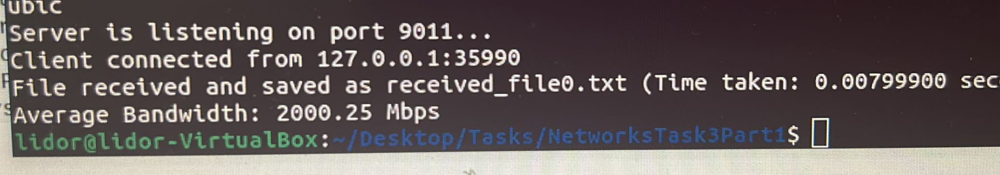 ubic
Server is listening on port 9011...
Client connected from 127.0.0.1:35990
File received and saved as received_file0.txt (Time taken: 0.00799900 sec
Average Bandwidth: 2000.25 Mbps
lidor@lidor-VirtualBox:~/Desktop/Tasks/NetworksTask3Part1$